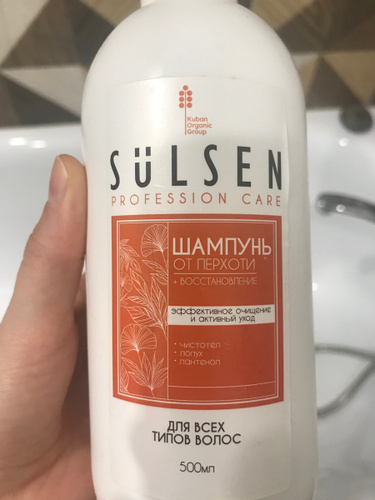 Kuban
Organic
Group
SÜLSEN
PROFESSION CARE
ШАМПУНЬ
ОТ ПЕРХОТИ
+ ВОССТАНОВЛЕНИЕ
ЭФФЕКТИВНОЕ ОЧИЩЕНИЕ
И АКТИВНЫЙ УХОД
• ЧИСТОТЕЛ
• ЛОПУХ
• ПАНТЕНОЛ
ДЛЯ ВСЕХ
ТИПОВ ВОЛОС
500МЛ